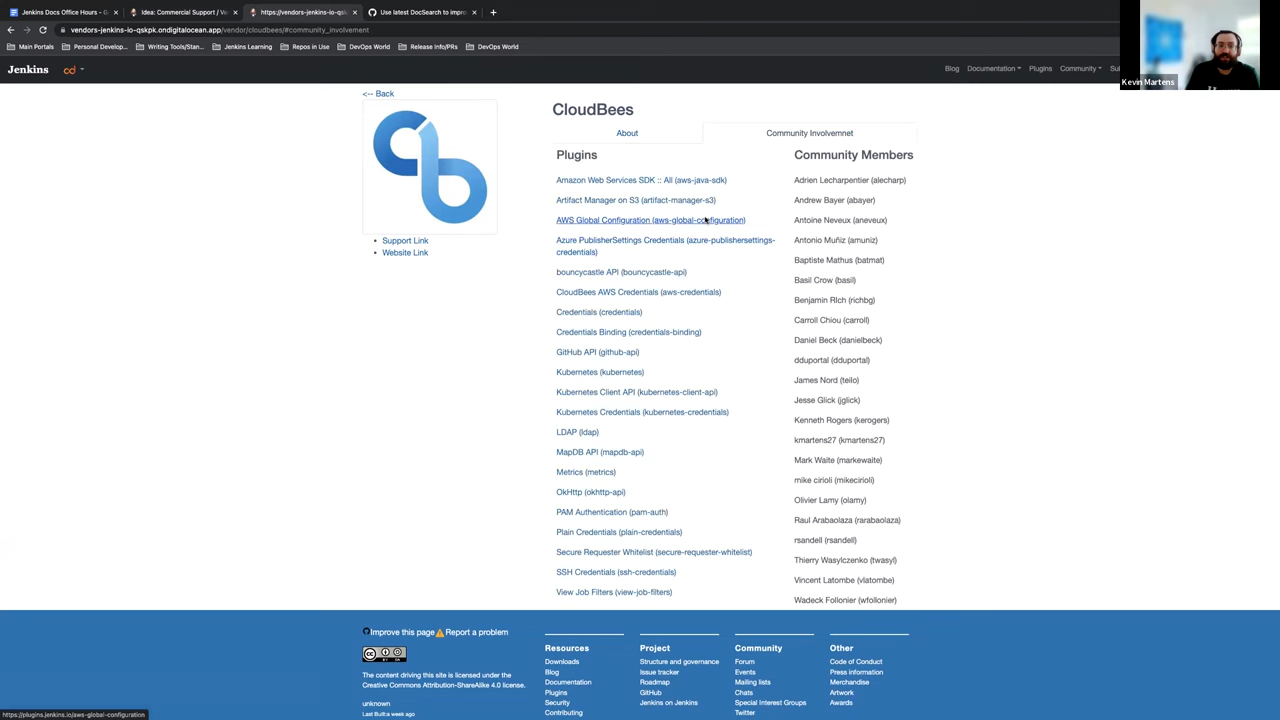 Jenkins Docs Office Hours - G
Idea: Commercial Support / Ve
https://vendors-jenkins-io-qsk
Use latest DocSearch to impro
vendors-jenkins-io-qskpk.ondigitalocean.app/vendor/cloudbees/#community_involvement
Main Portals
Personal Develop...
Writing Tools/Stan...
Jenkins Learning
Repos in Use
DevOps World
Release Info/PRs
DevOps World
Jenkins
cd
Blog
Documentation
Plugins
Community
Kevin Martens
<-- Back
Support Link
Website Link
CloudBees
About
Community Involvemnet
Plugins
Amazon Web Services SDK :: All (aws-java-sdk)
Artifact Manager on S3 (artifact-manager-s3)
AWS Global Configuration (aws-global-configuration)
Azure PublisherSettings Credentials (azure-publishersettings-
credentials)
bouncycastle API (bouncycastle-api)
CloudBees AWS Credentials (aws-credentials)
Credentials (credentials)
Credentials Binding (credentials-binding)
GitHub API (github-api)
Kubernetes (kubernetes)
Kubernetes Client API (kubernetes-client-api)
Kubernetes Credentials (kubernetes-credentials)
LDAP (ldap)
MapDB API (mapdb-api)
Metrics (metrics)
OkHttp (okhttp-api)
PAM Authentication (pam-auth)
Plain Credentials (plain-credentials)
Secure Requester Whitelist (secure-requester-whitelist)
SSH Credentials (ssh-credentials)
View Job Filters (view-job-filters)
Community Members
Adrien Lecharpentier (alecharp)
Andrew Bayer (abayer)
Antoine Neveux (aneveux)
Antonio Muñiz (amuniz)
Baptiste Mathus (batmat)
Basil Crow (basil)
Benjamin RIch (richbg)
Carroll Chiou (carroll)
Daniel Beck (danielbeck)
dduportal (dduportal)
James Nord (teilo)
Jesse Glick (jglick)
Kenneth Rogers (kerogers)
kmartens27 (kmartens27)
Mark Waite (markewaite)
mike cirioli (mikecirioli)
Olivier Lamy (olamy)
Raul Arabaolaza (rarabaolaza)
rsandell (rsandell)
Thierry Wasylczenko (twasyl)
Vincent Latombe (vlatombe)
Wadeck Follonier (wfollonier)
Improve this page
Report a problem
The content driving this site is licensed under the
Creative Commons Attribution-ShareAlike 4.0 license.
unknown
Last Built:a week ago
Resources
Downloads
Blog
Documentation
Plugins
Security
Contributing
Project
Structure and governance
Issue tracker
Roadmap
GitHub
Jenkins on Jenkins
Community
Forum
Events
Mailing lists
Chats
Special Interest Groups
Twitter
Other
Code of Conduct
Press information
Merchandise
Artwork
Awards
https://plugins.jenkins.io/aws-global-configuration